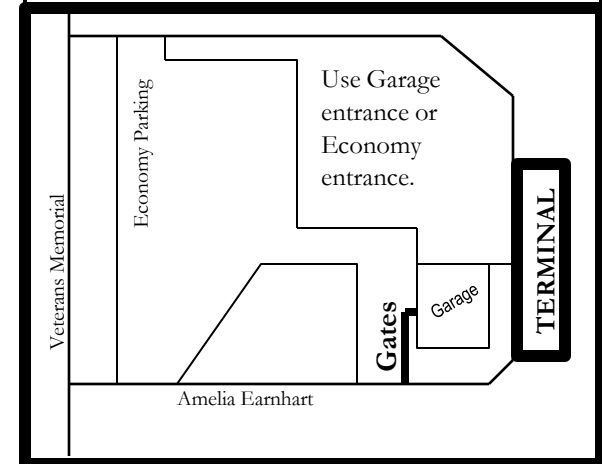 Use Garage
entrance or
Economy
entrance.
Economy Parking
Veterans Memorial
TERMINAL
Garage
Gates
Amelia Earnhart